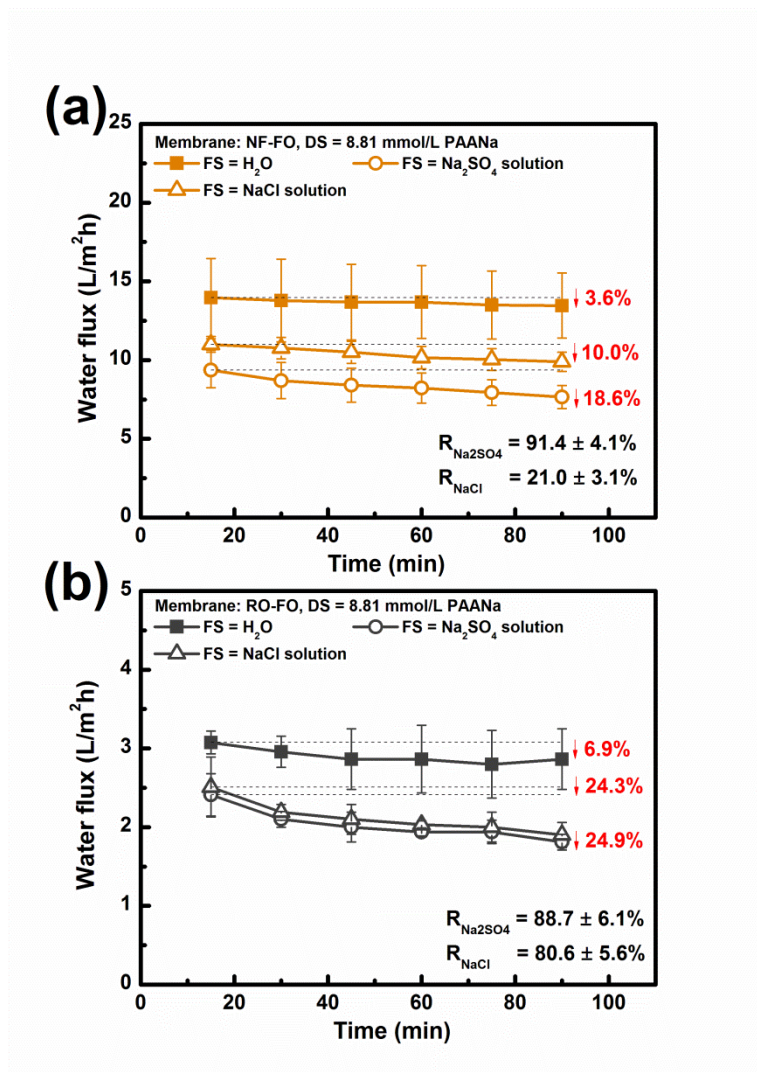 (a)
25
20
15
10
5
0
Water flux (L/m²h)
Membrane: NF-FO, DS = 8.81 mmol/L PAANa
FS = H₂O FS = Na₂SO₄ solution
FS = NaCl solution
3.6%
10.0%
18.6%
R Na2SO4 = 91.4 ± 4.1%
R NaCl = 21.0 ± 3.1%
0 20 40 60 80 100
Time (min)
(b)
5
4
3
2
1
0
Water flux (L/m²h)
Membrane: RO-FO, DS = 8.81 mmol/L PAANa
FS = H₂O FS = Na₂SO₄ solution
FS = NaCl solution
6.9%
24.3%
24.9%
R Na2SO4 = 88.7 ± 6.1%
R NaCl = 80.6 ± 5.6%
0 20 40 60 80 100
Time (min)